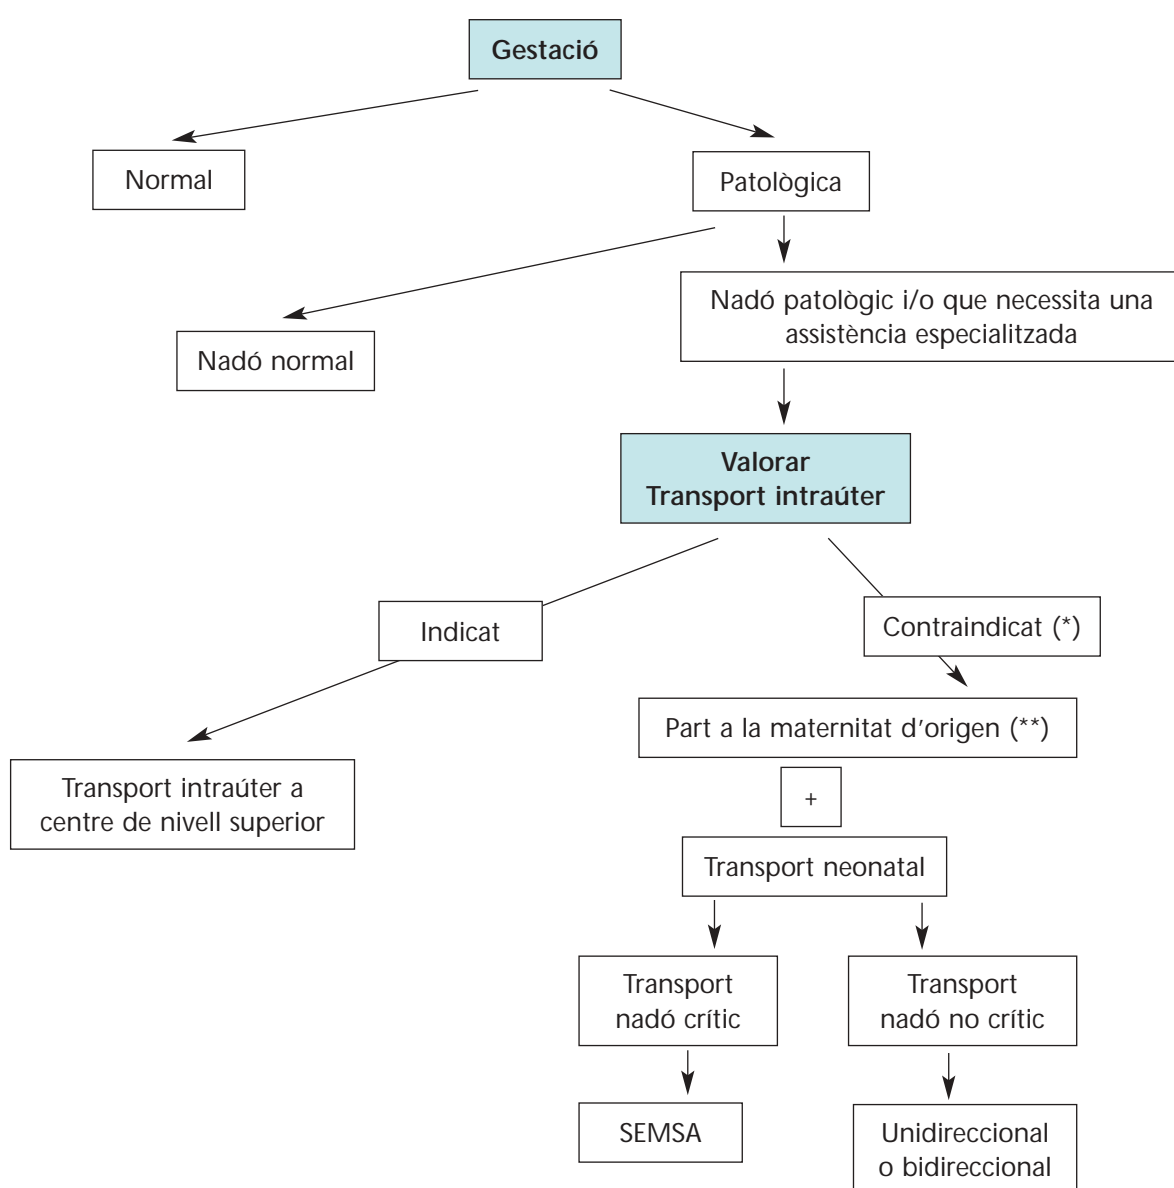 Gestació
Normal
Patològica
Nadó normal
Nadó patològic i/o que necessita una
assistència especialitzada
Valorar
Transport intraúter
Indicat
Contraindicat (*)
Transport intraúter a
centre de nivell superior
Part a la maternitat d'origen (**)
+
Transport neonatal
Transport
nadó crític
Transport
nadó no crític
SEMSA
Unidireccional
o bidireccional